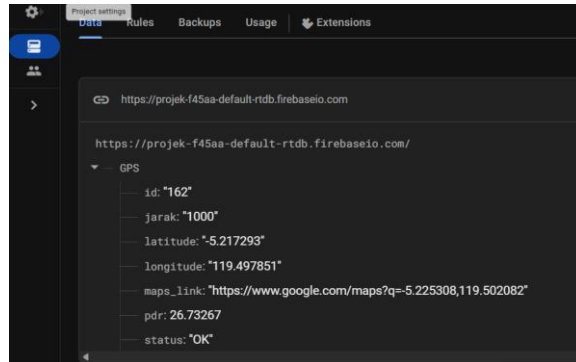 Project settings
Data Rules Backups Usage Extensions
https://projek-f45aa-default-rtdb.firebaseio.com
https://projek-f45aa-default-rtdb.firebaseio.com/
GPS
id: "162"
jarak: "1000"
latitude: "-5.217293"
longitude: "119.497851"
maps_link: "https://www.google.com/maps?q=-5.225308,119.502082"
pdr: 26.73267
status: "OK"